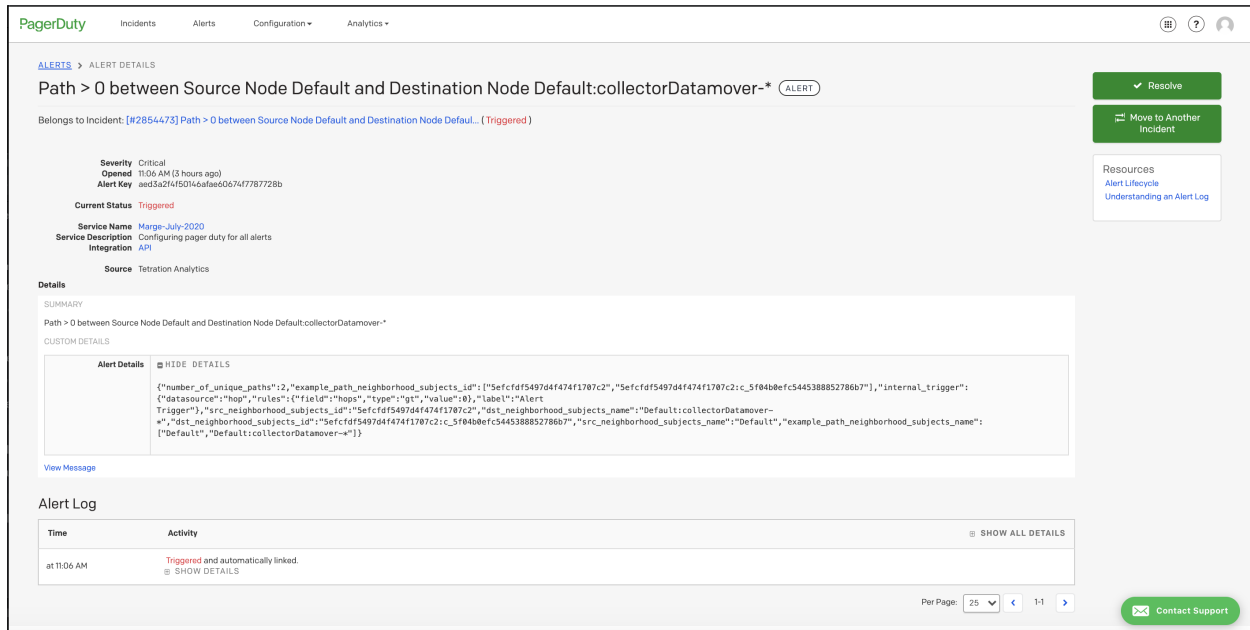 PagerDuty Incidents Alerts Configuration Analytics ?
ALERTS > ALERT DETAILS
Path > 0 between Source Node Default and Destination Node Default:collectorDatamover-* ALERT
Resolve
Belongs to Incident: [#2854473] Path > 0 between Source Node Default and Destination Node Defaul... ( Triggered )
Move to Another
Incident
Severity Critical
Opened 11:06 AM (3 hours ago)
Alert Key aed3a2f4f50146afae60674f7787728b
Current Status Triggered
Service Name Marge-July-2020
Service Description Configuring pager duty for all alerts
Integration API
Source Tetration Analytics
Resources
Alert Lifecycle
Understanding an Alert Log
Details
SUMMARY
Path > 0 between Source Node Default and Destination Node Default:collectorDatamover-*
CUSTOM DETAILS
Alert Details HIDE DETAILS
{"number_of_unique_paths":2,"example_path_neighborhood_subjects_id":["5efcfdf5497d4f474f1707c2","5efcfdf5497d4f474f1707c2:c_5f04b0efc5445388852786b7"],"internal_trigger":
{"datasource":"hop","rules":{"field":"hops","type":"gt","value":0},"label":"Alert
Trigger"},"src_neighborhood_subjects_id":"5efcfdf5497d4f474f1707c2","dst_neighborhood_subjects_name":"Default:collectorDatamover-
*","dst_neighborhood_subjects_id":"5efcfdf5497d4f474f1707c2:c_5f04b0efc5445388852786b7","src_neighborhood_subjects_name":"Default","example_path_neighborhood_subjects_name":
["Default","Default:collectorDatamover-*"]}
View Message
Alert Log
Time Activity SHOW ALL DETAILS
at 11:06 AM Triggered and automatically linked.
SHOW DETAILS
Per Page: 25 < 1-1 >
Contact Support